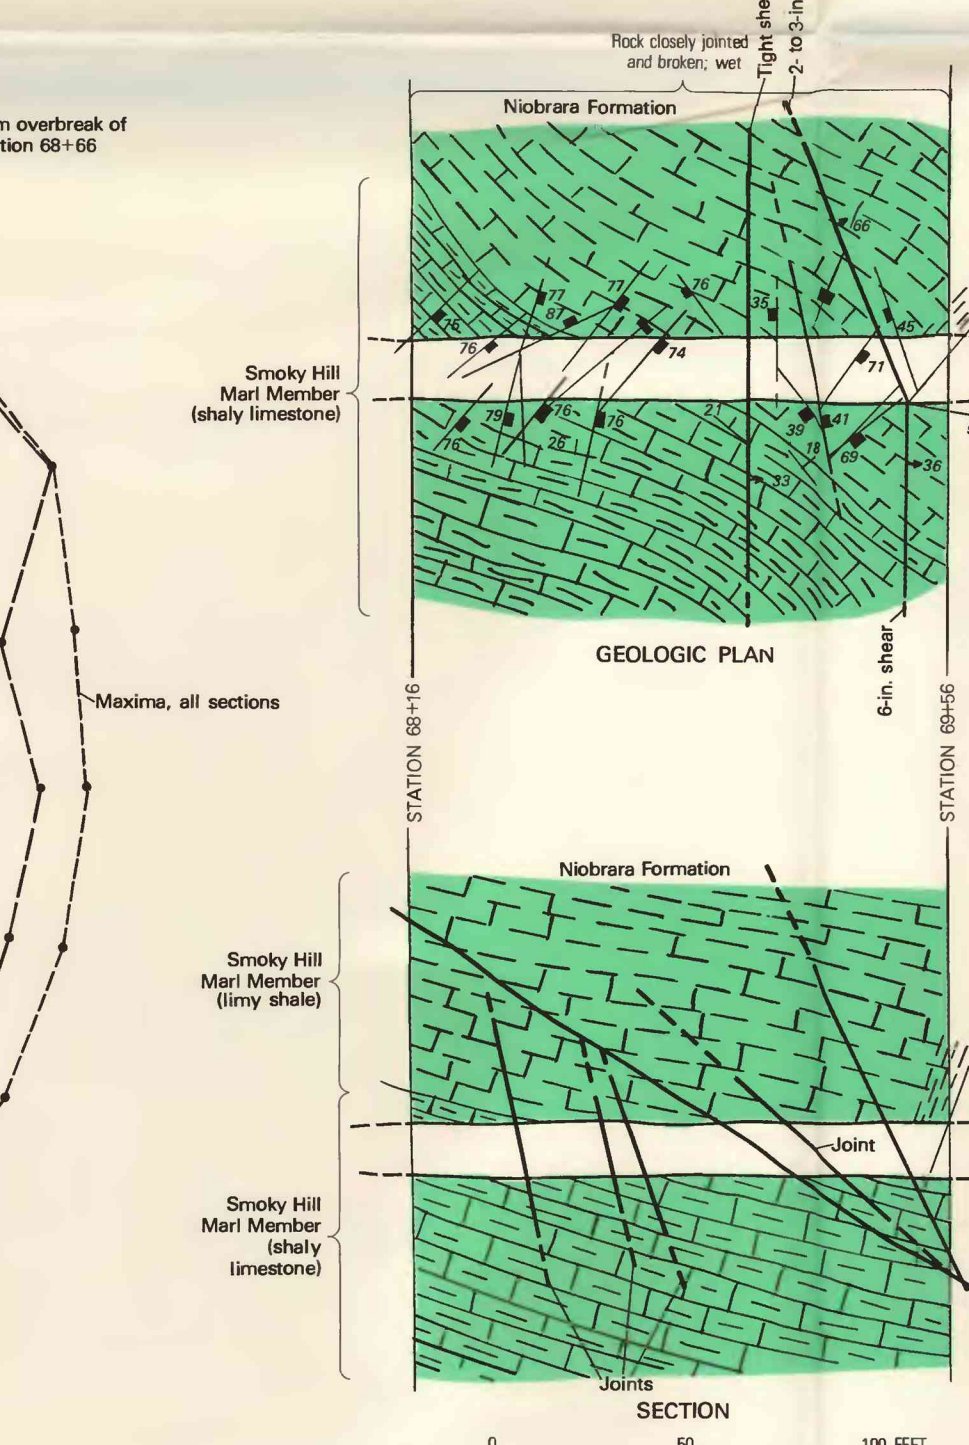 m overbreak of
tion 68+66
Maxima, all sections
Rock closely jointed
and broken; wet
Tight she
2- to 3-in
Niobrara Formation
Smoky Hill
Marl Member
(shaly limestone)
66
77
77
76
87
35
75
45
76
74
71
76
79
76
26
76
21
39
41
18
69
33
36
GEOLOGIC PLAN
6-in. shear
STATION 68+16
STATION 69+56
Niobrara Formation
Smoky Hill
Marl Member
(limy shale)
Joint
Smoky Hill
Marl Member
(shaly
limestone)
Joints
SECTION
0 50 100 FEET